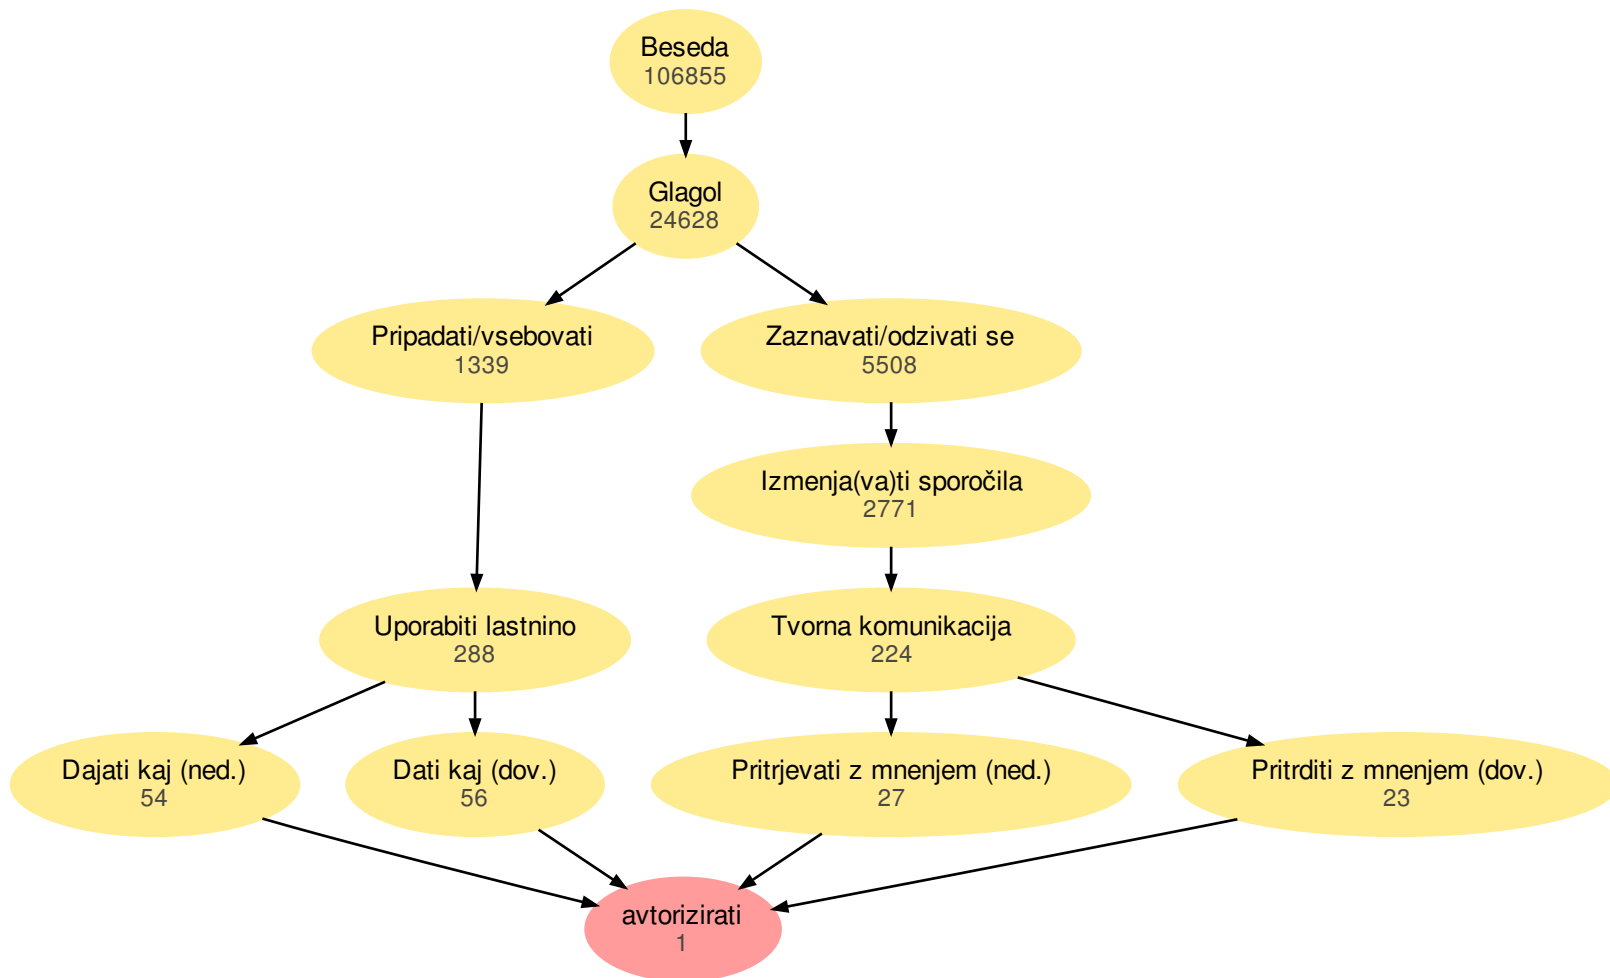 Beseda
106855
Glagol
24628
Pripadati/vsebovati
1339
Zaznavati/odzivati se
5508
Izmenja(va)ti sporočila
2771
Uporabiti lastnino
288
Tvorna komunikacija
224
Dajati kaj (ned.)
54
Dati kaj (dov.)
56
Pritrjevati z mnenjem (ned.)
27
Pritrditi z mnenjem (dov.)
23
avtorizirati
1